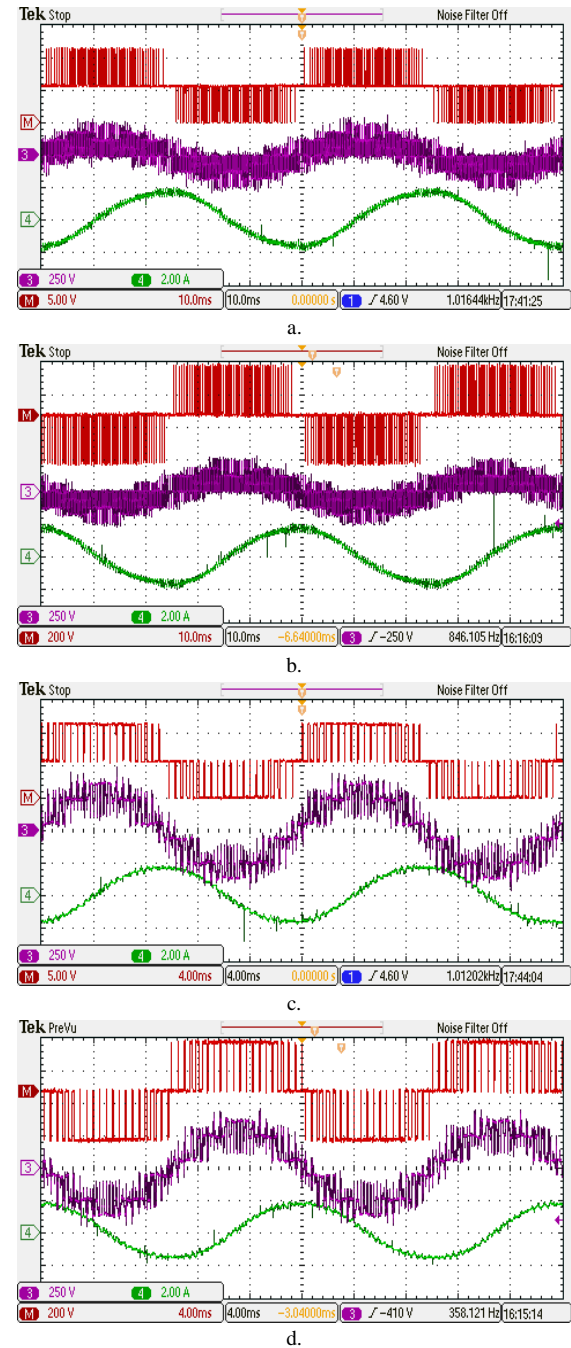 Tek Stop Noise Filter Off
M
3
4
3 250 V 4 2.00 A
M 5.00 V 10.0ms 10.0ms 0.00000 s 1 4.60 V 1.01644kHz 17:41:25
a.
Tek Stop Noise Filter Off
M
3
4
3 250 V 4 2.00 A
M 200 V 10.0ms 10.0ms -6.64000ms 3 -250 V 846.105 Hz 16:16:09
b.
Tek Stop Noise Filter Off
M
3
4
3 250 V 4 2.00 A
M 5.00 V 4.00ms 4.00ms 0.00000 s 1 4.60 V 1.01202kHz 17:44:04
c.
Tek PreVu Noise Filter Off
M
3
4
3 250 V 4 2.00 A
M 200 V 4.00ms 4.00ms -3.04000ms 3 -410 V 358.121 Hz 16:15:14
d.